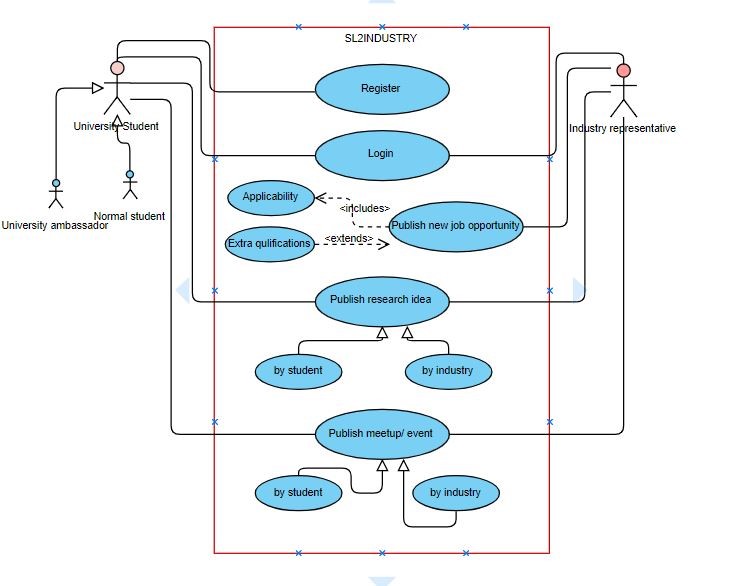 SL2INDUSTRY
Register
University Student
Industry representative
Login
Applicability
<includes>
Normal student
University ambassador
Publish new job opportunity
Extra qulifications
<extends>
Publish research idea
by student
by industry
Publish meetup/ event
by student
by industry